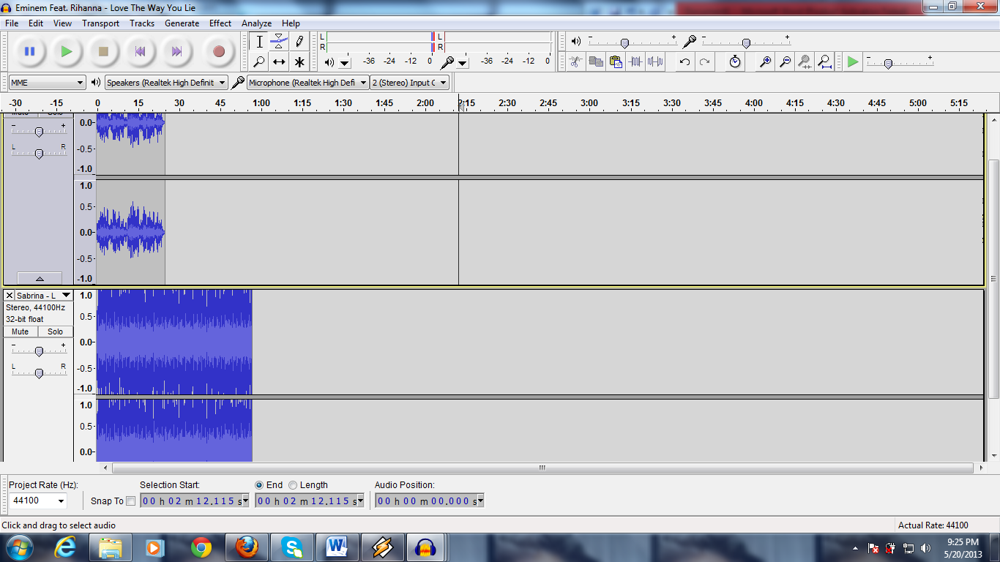 Eminem Feat. Rihanna - Love The Way You Lie
File Edit View Transport Tracks Generate Effect Analyze Help
L L
R R
-36 -24 -12 0 -36 -24 -12 0
MME Speakers (Realtek High Definit Microphone (Realtek High Defi 2 (Stereo) Input C
-30 -15 0 15 30 45 1:00 1:15 1:30 1:45 2:00 2:15 2:30 2:45 3:00 3:15 3:30 3:45 4:00 4:15 4:30 4:45 5:00 5:15
Mute Solo
- + 0.0
L R -0.5
-1.0
1.0
0.5
0.0
-0.5
-1.0
Sabrina - L 1.0
Stereo, 44100Hz
32-bit float 0.5
Mute Solo
- + 0.0
L R -0.5
-1.0
1.0
0.5
0.0
Project Rate (Hz): Selection Start: End Length Audio Position:
44100 Snap To 00 h 02 m 12.115 s 00 h 02 m 12.115 s 00 h 00 m 00.000 s
Click and drag to select audio Actual Rate: 44100
9:25 PM
5/20/2013